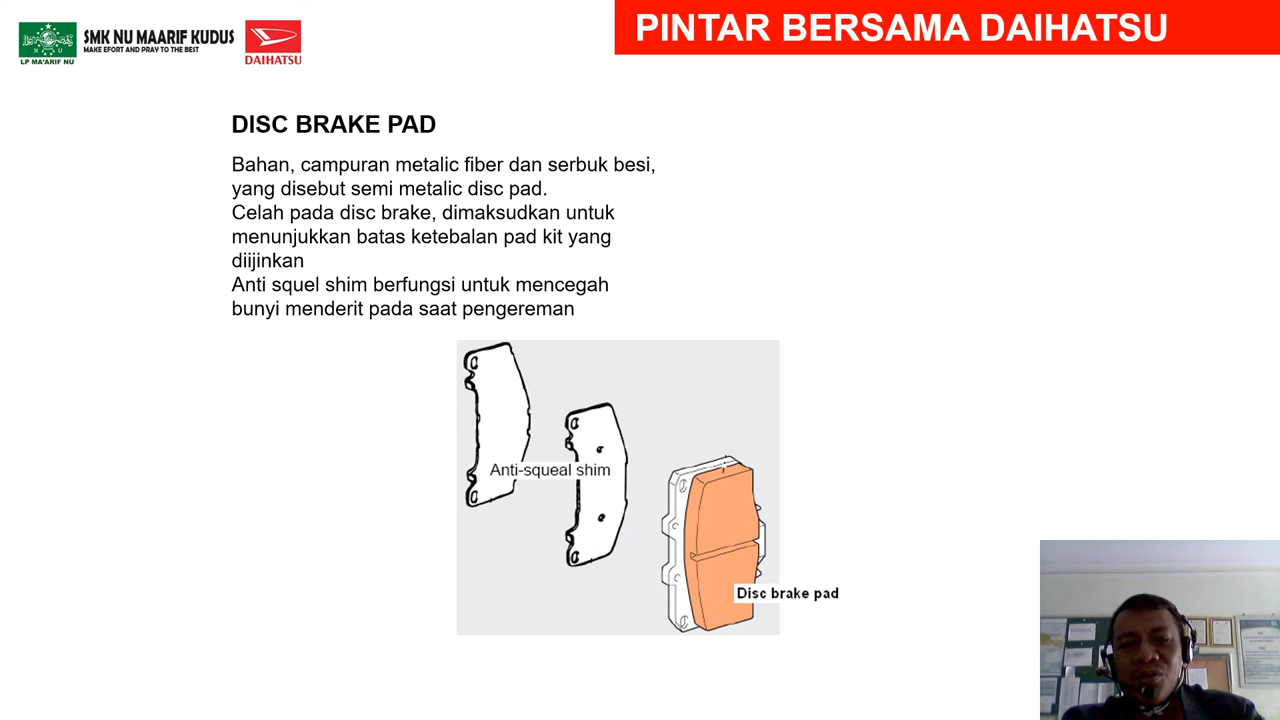 SMK NU MAARIF KUDUS
MAKE EFORT AND PRAY TO THE BEST
N U
LP MA'ARIF NU
DAIHATSU
PINTAR BERSAMA DAIHATSU
DISC BRAKE PAD
Bahan, campuran metalic fiber dan serbuk besi,
yang disebut semi metalic disc pad.
Celah pada disc brake, dimaksudkan untuk
menunjukkan batas ketebalan pad kit yang
diijinkan
Anti squel shim berfungsi untuk mencegah
bunyi menderit pada saat pengereman
Anti-squeal shim
Disc brake pad